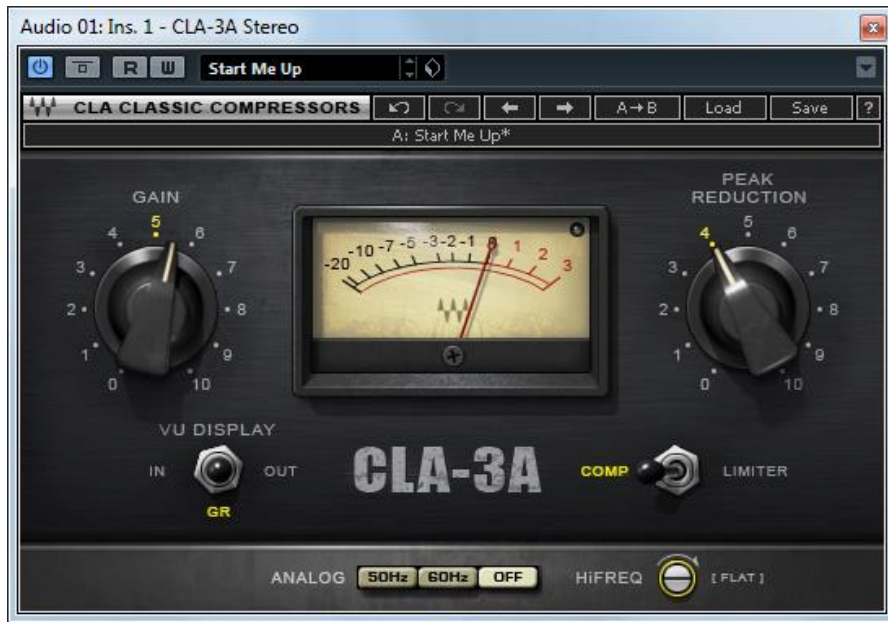 Audio 01: Ins. 1 - CLA-3A Stereo
R W Start Me Up
CLA CLASSIC COMPRESSORS A→B Load Save ?
A: Start Me Up*
GAIN
0 1 2 3 4 5 6 7 8 9 10
-20 -10 -7 -5 -3 -2 -1 0 1 2 3
PEAK
REDUCTION
0 1 2 3 4 5 6 7 8 9 10
VU DISPLAY
IN OUT
GR
CLA-3A
COMP LIMITER
ANALOG 50Hz 60Hz OFF HiFREQ [ FLAT ]